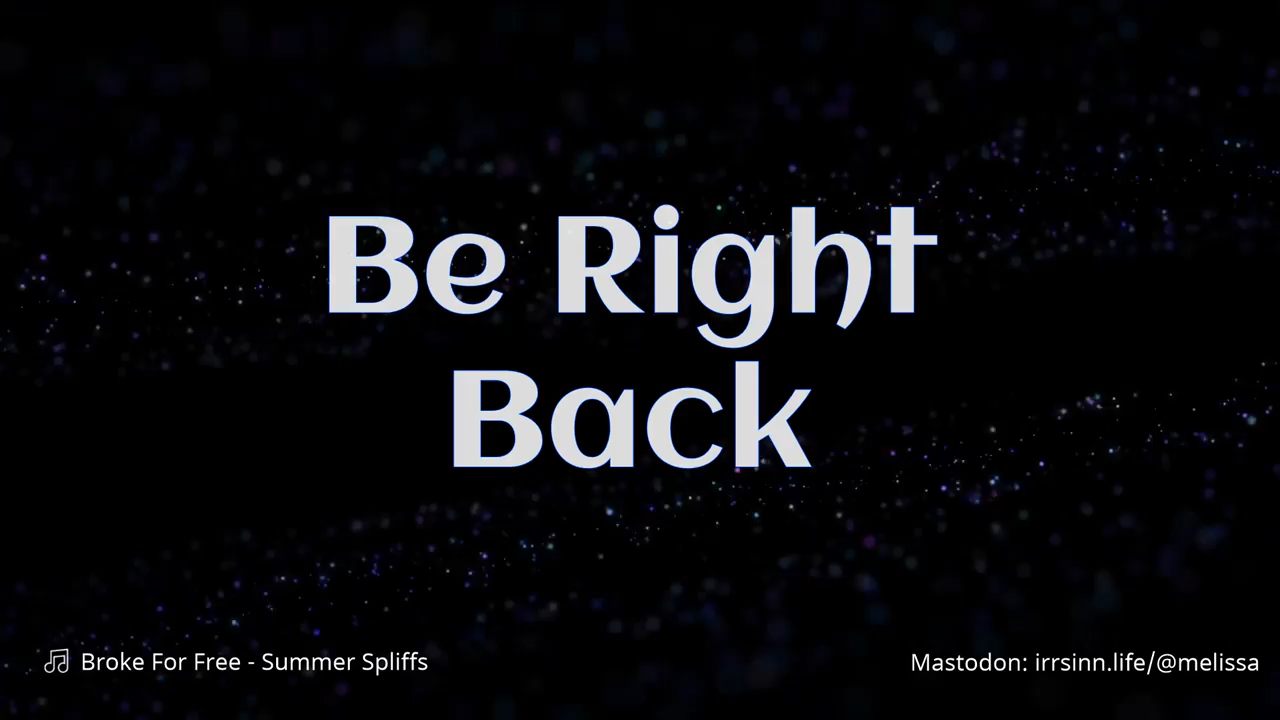 Be Right
Back
Broke For Free - Summer Spliffs
Mastodon: irrsinn.life/@melissa